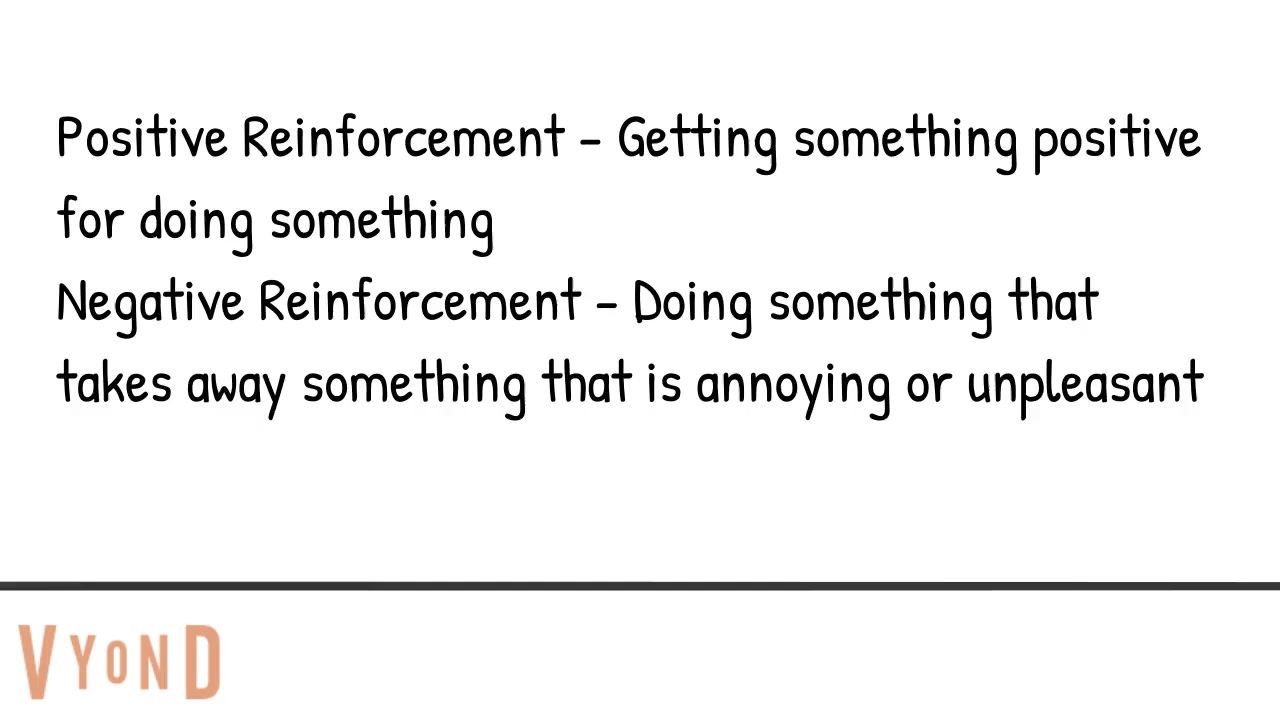 Positive Reinforcement - Getting something positive
for doing something
Negative Reinforcement - Doing something that
takes away something that is annoying or unpleasant
VYOND